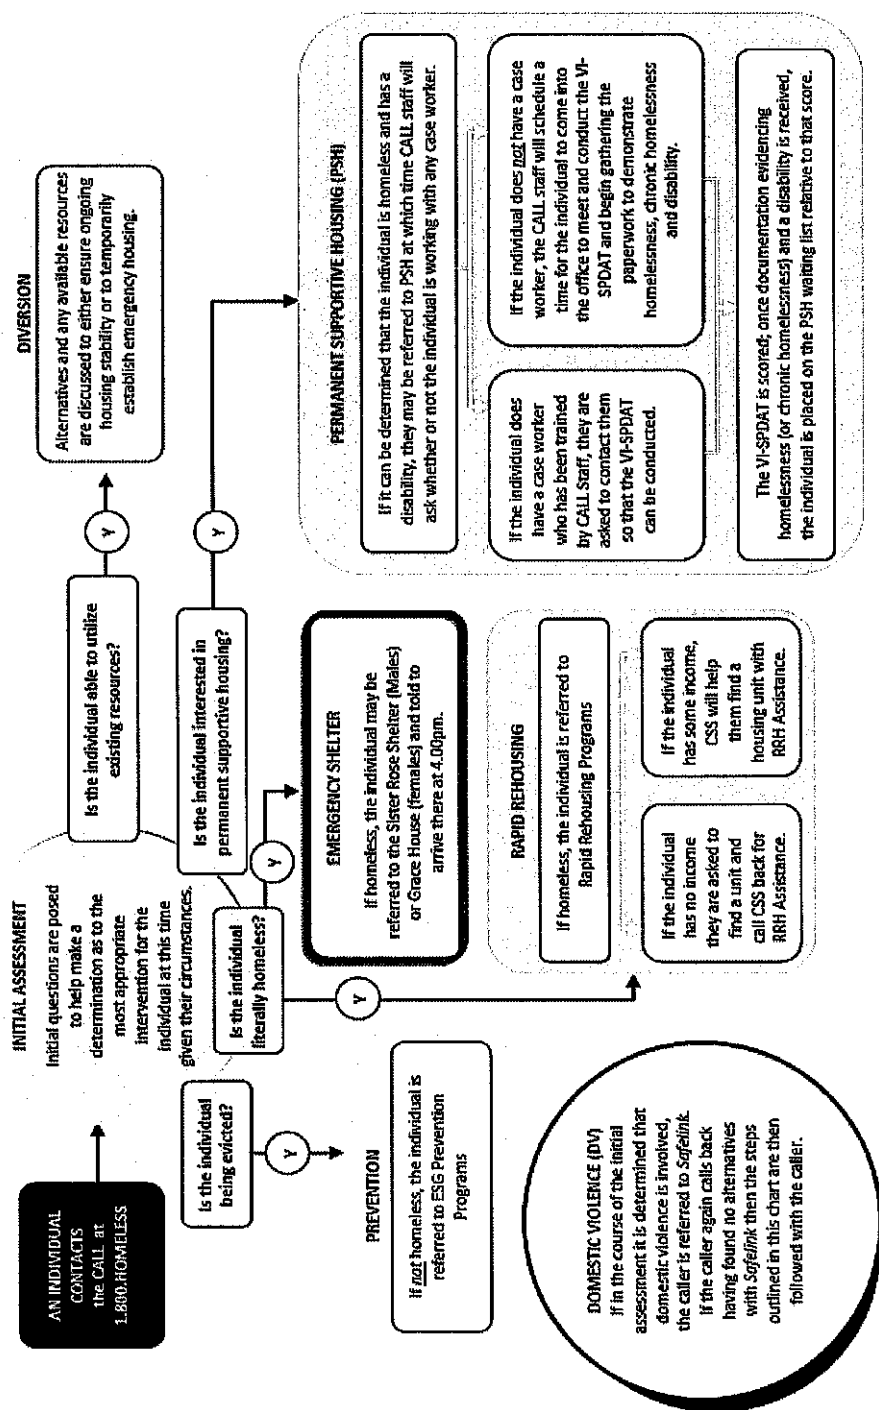 AN INDIVIDUAL
CONTACTS
the CALL at
1.800.HOMELESS
INITIAL ASSESSMENT
Initial questions are posed
to help make a
determination as to the
most appropriate
intervention for the
individual at this time
given their circumstances.
Is the individual
being evicted?
Y
PREVENTION
If not homeless, the individual is
referred to ESG Prevention
Programs
Is the individual
literally homeless?
Y
Y
EMERGENCY SHELTER
If homeless, the individual may be
referred to the Sister Rose Shelter (Males)
or Grace House (females) and told to
arrive there at 4.00pm.
RAPID REHOUSING
If homeless, the individual is referred to
Rapid Rehousing Programs
If the individual
has no income
they are asked to
find a unit and
call CSS back for
RRH Assistance.
If the individual
has some income,
CSS will help
them find a
housing unit with
RRH Assistance.
Is the individual able to utilize
existing resources?
Y
DIVERSION
Alternatives and any available resources
are discussed to either ensure ongoing
housing stability or to temporarily
establish emergency housing.
Is the individual interested in
permanent supportive housing?
Y
PERMANENT SUPPORTIVE HOUSING (PSH)
If it can be determined that the individual is homeless and has a
disability, they may be referred to PSH at which time CALL staff will
ask whether or not the individual is working with any case worker.
If the individual does
have a case worker
who has been trained
by CALL Staff, they are
asked to contact them
so that the VI-SPDAT
can be conducted.
If the individual does not have a case
worker, the CALL staff will schedule a
time for the individual to come into
the office to meet and conduct the VI-
SPDAT and begin gathering the
paperwork to demonstrate
homelessness, chronic homelessness
and disability.
The VI-SPDAT is scored; once documentation evidencing
homelessness (or chronic homelessness) and a disability is received,
the individual is placed on the PSH waiting list relative to that score.
DOMESTIC VIOLENCE (DV)
If in the course of the initial
assessment it is determined that
domestic violence is involved,
the caller is referred to Safelink.
If the caller again calls back
having found no alternatives
with Safelink then the steps
outlined in this chart are then
followed with the caller.